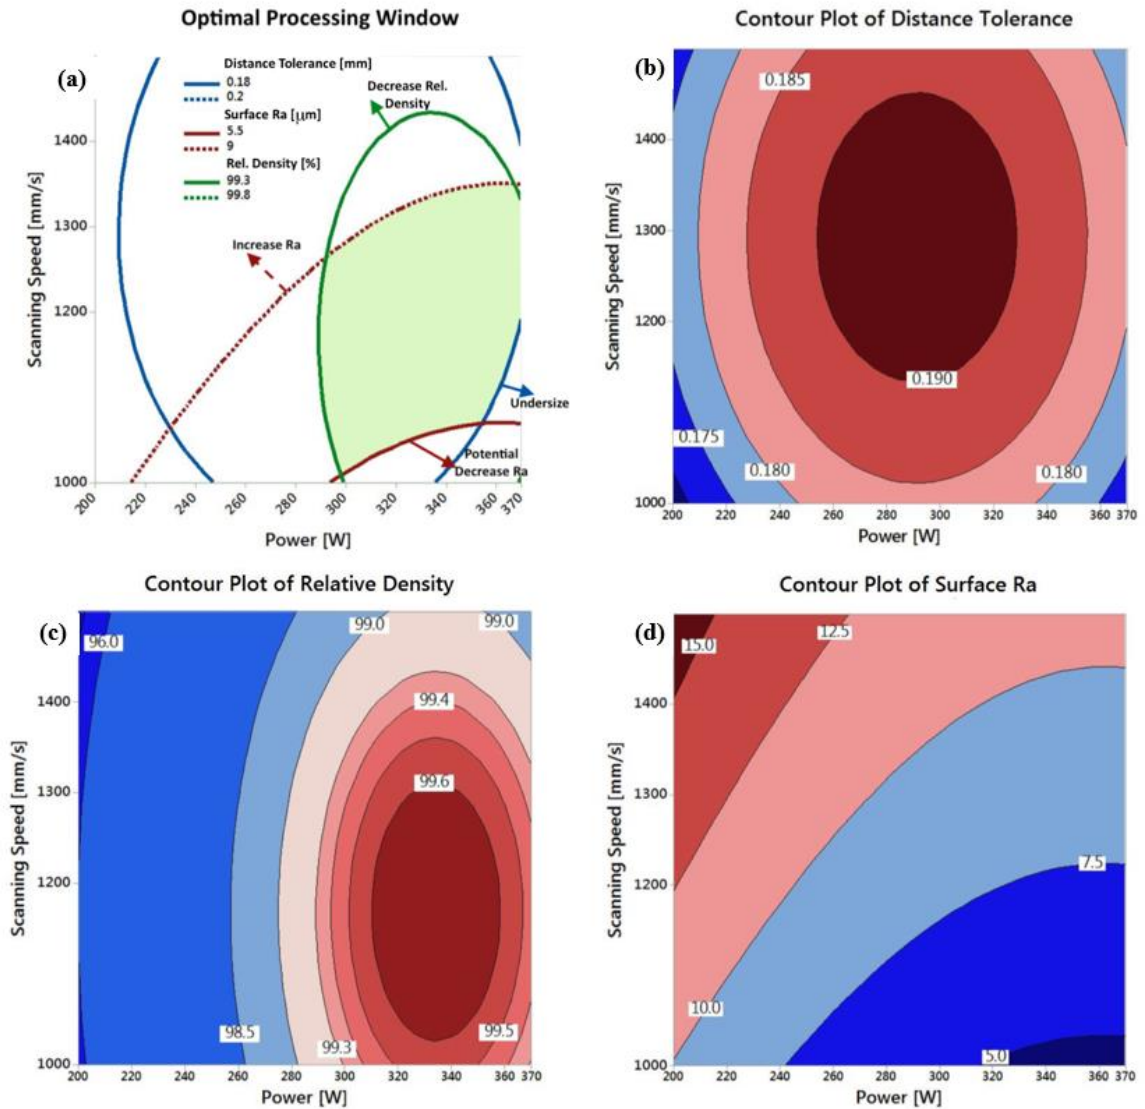 Optimal Processing Window
(a)
Distance Tolerance [mm]
0.18
0.2
Surface Ra [μm]
5.5
9
Rel. Density [%]
99.3
99.8
Decrease Rel.
Density
Increase Ra
Undersize
Potential
Decrease Ra
Scanning Speed [mm/s]
1400
1300
1200
1000
200 220 240 260 280 300 320 340 360 370
Power [W]
Contour Plot of Distance Tolerance
(b)
0.185
0.190
0.175
0.180
0.180
Scanning Speed [mm/s]
1400
1300
1200
1000
200 220 240 260 280 300 320 340 360 370
Power [W]
Contour Plot of Relative Density
(c)
96.0
99.0
99.0
99.4
99.6
98.5
99.3
99.5
Scanning Speed [mm/s]
1400
1300
1200
1000
200 220 240 260 280 300 320 340 360 370
Power [W]
Contour Plot of Surface Ra
(d)
15.0
12.5
7.5
10.0
5.0
Scanning Speed [mm/s]
1400
1300
1200
1000
200 220 240 260 280 300 320 340 360 370
Power [W]